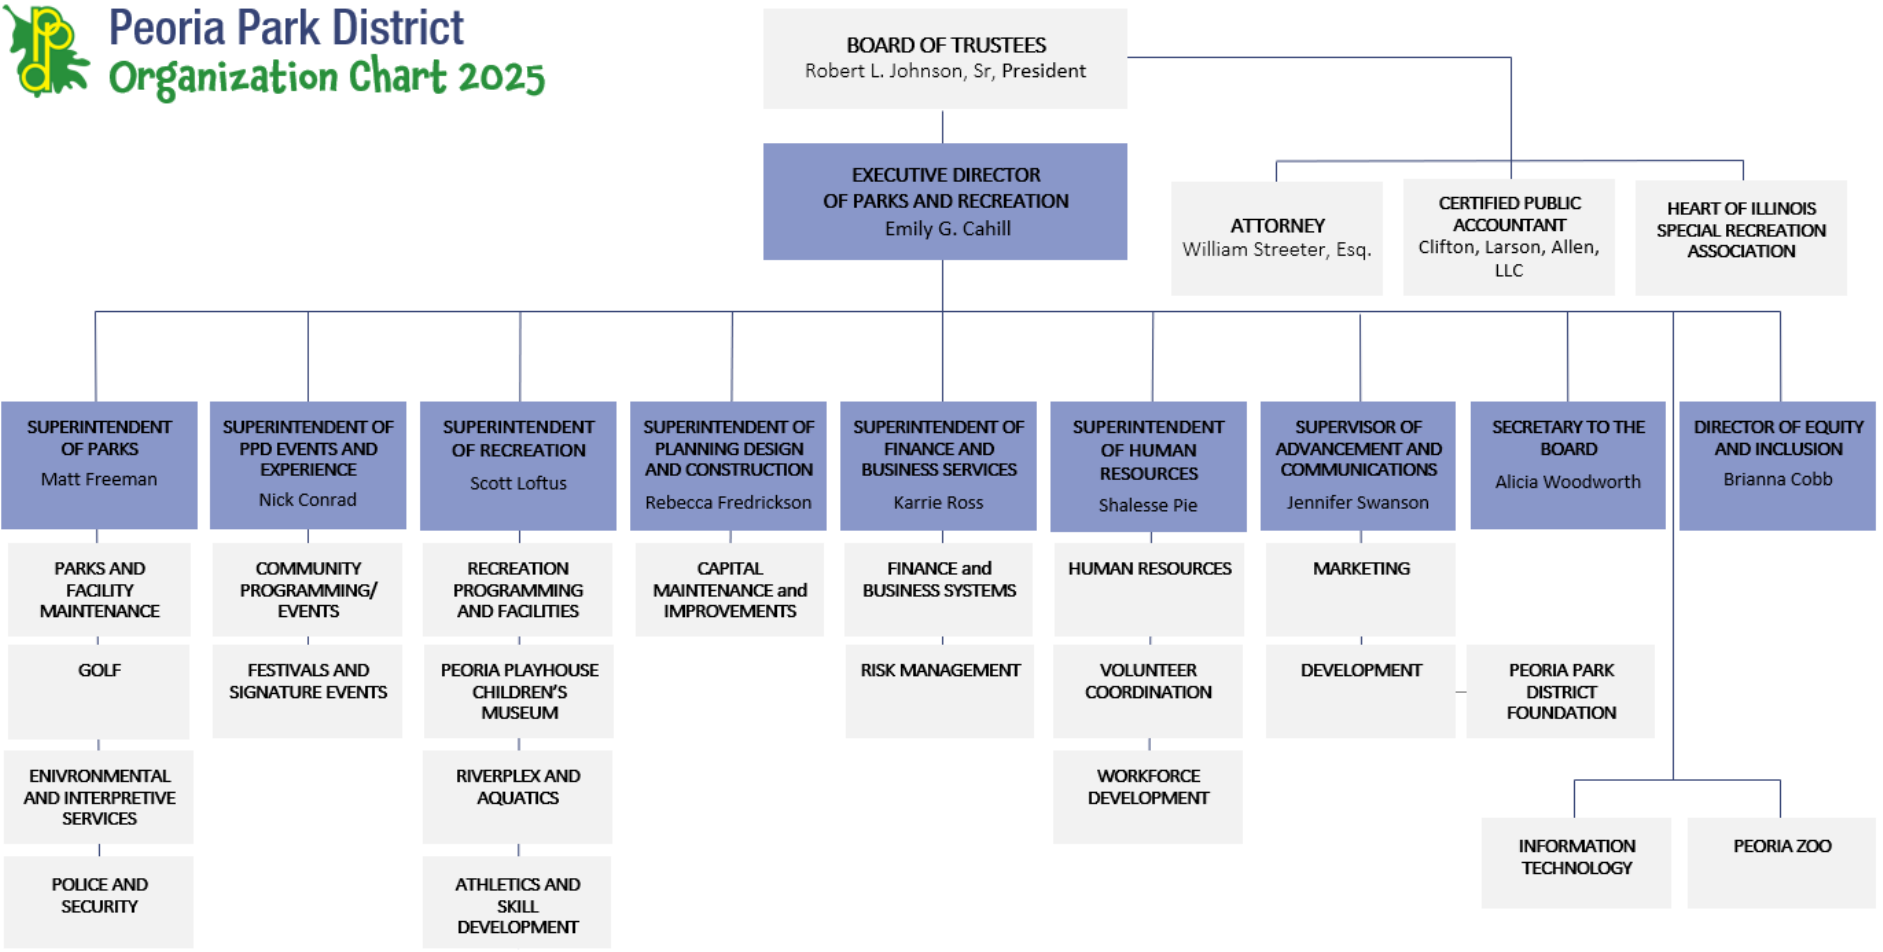 Peoria Park District
Organization Chart 2025
ppd
BOARD OF TRUSTEES
Robert L. Johnson, Sr, President
EXECUTIVE DIRECTOR
OF PARKS AND RECREATION
Emily G. Cahill
ATTORNEY
William Streeter, Esq.
CERTIFIED PUBLIC
ACCOUNTANT
Clifton, Larson, Allen,
LLC
HEART OF ILLINOIS
SPECIAL RECREATION
ASSOCIATION
SUPERINTENDENT
OF PARKS
Matt Freeman
SUPERINTENDENT OF
PPD EVENTS AND
EXPERIENCE
Nick Conrad
SUPERINTENDENT
OF RECREATION
Scott Loftus
SUPERINTENDENT OF
PLANNING DESIGN
AND CONSTRUCTION
Rebecca Fredrickson
SUPERINTENDENT OF
FINANCE AND
BUSINESS SERVICES
Karrie Ross
SUPERINTENDENT
OF HUMAN
RESOURCES
Shalesse Pie
SUPERVISOR OF
ADVANCEMENT AND
COMMUNICATIONS
Jennifer Swanson
SECRETARY TO THE
BOARD
Alicia Woodworth
DIRECTOR OF EQUITY
AND INCLUSION
Brianna Cobb
PARKS AND
FACILITY
MAINTENANCE
COMMUNITY
PROGRAMMING/
EVENTS
RECREATION
PROGRAMMING
AND FACILITIES
CAPITAL
MAINTENANCE and
IMPROVEMENTS
FINANCE and
BUSINESS SYSTEMS
HUMAN RESOURCES
MARKETING
GOLF
FESTIVALS AND
SIGNATURE EVENTS
PEORIA PLAYHOUSE
CHILDREN'S
MUSEUM
RISK MANAGEMENT
VOLUNTEER
COORDINATION
DEVELOPMENT
PEORIA PARK
DISTRICT
FOUNDATION
ENIVRONMENTAL
AND INTERPRETIVE
SERVICES
RIVERPLEX AND
AQUATICS
WORKFORCE
DEVELOPMENT
INFORMATION
TECHNOLOGY
PEORIA ZOO
POLICE AND
SECURITY
ATHLETICS AND
SKILL
DEVELOPMENT